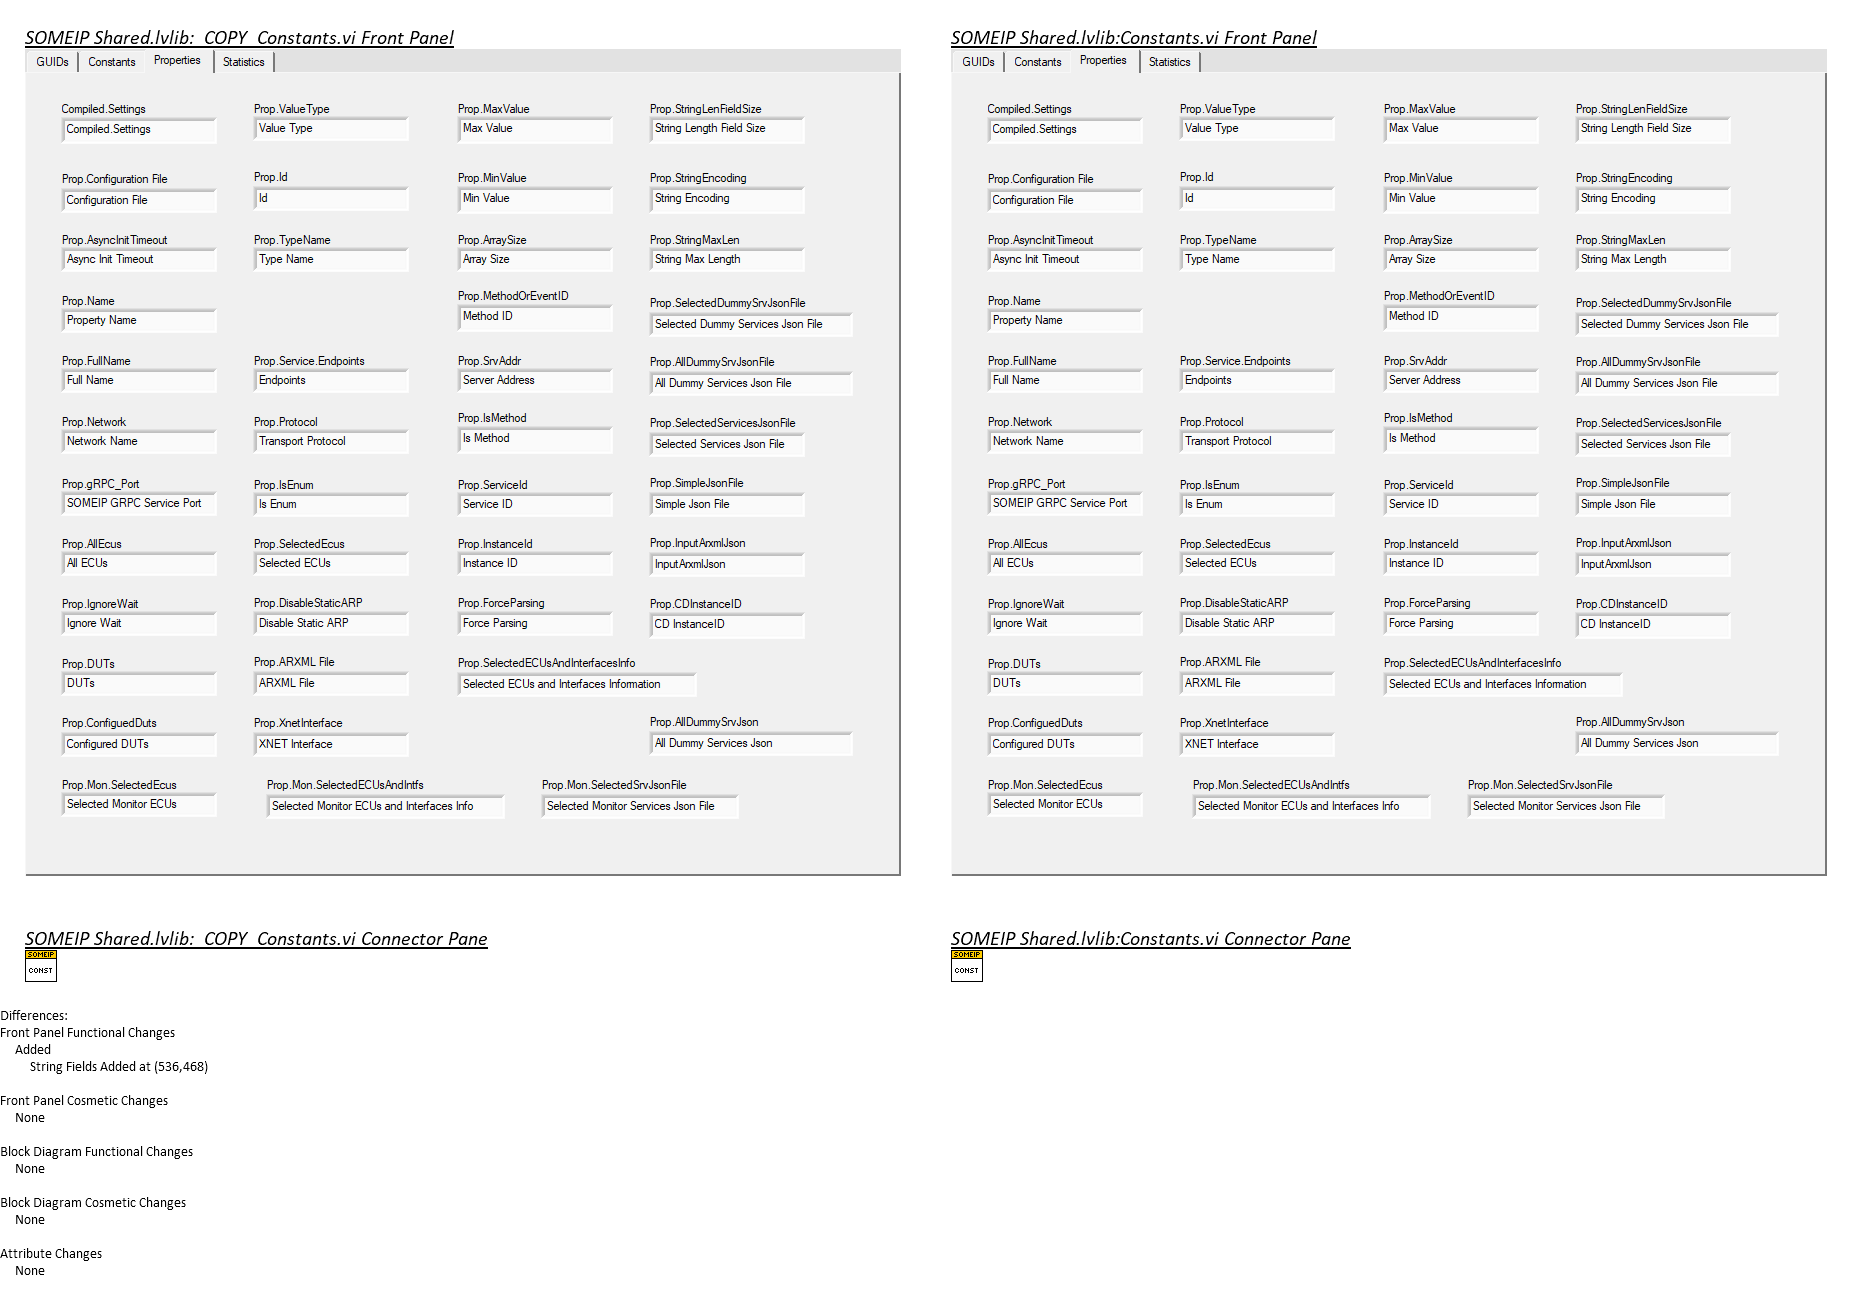 SOMEIP Shared.lvlib:_COPY_Constants.vi Front Panel
GUIDs Constants Properties Statistics
Compiled.Settings Prop.ValueType Prop.MaxValue Prop.StringLenFieldSize
Compiled.Settings Value Type Max Value String Length Field Size
Prop.Configuration File Prop.Id Prop.MinValue Prop.StringEncoding
Configuration File Id Min Value String Encoding
Prop.AsyncInitTimeout Prop.TypeName Prop.ArraySize Prop.StringMaxLen
Async Init Timeout Type Name Array Size String Max Length
Prop.Name Prop.MethodOrEventID Prop.SelectedDummySrvJsonFile
Property Name Method ID Selected Dummy Services Json File
Prop.FullName Prop.Service.Endpoints Prop.SrvAddr Prop.AllDummySrvJsonFile
Full Name Endpoints Server Address All Dummy Services Json File
Prop.Network Prop.Protocol Prop.IsMethod Prop.SelectedServicesJsonFile
Network Name Transport Protocol Is Method Selected Services Json File
Prop.gRPC_Port Prop.IsEnum Prop.ServiceId Prop.SimpleJsonFile
SOMEIP GRPC Service Port Is Enum Service ID Simple Json File
Prop.AllEcus Prop.SelectedEcus Prop.InstanceId Prop.InputArxmlJson
All ECUs Selected ECUs Instance ID InputArxmlJson
Prop.IgnoreWait Prop.DisableStaticARP Prop.ForceParsing Prop.CDInstanceID
Ignore Wait Disable Static ARP Force Parsing CD InstanceID
Prop.DUTs Prop.ARXML File Prop.SelectedECUsAndInterfacesInfo
DUTs ARXML File Selected ECUs and Interfaces Information
Prop.ConfiguedDuts Prop.XnetInterface Prop.AllDummySrvJson
Configured DUTs XNET Interface All Dummy Services Json
Prop.Mon.SelectedEcus Prop.Mon.SelectedECUsAndIntfs Prop.Mon.SelectedSrvJsonFile
Selected Monitor ECUs Selected Monitor ECUs and Interfaces Info Selected Monitor Services Json File
SOMEIP Shared.lvlib:Constants.vi Front Panel
GUIDs Constants Properties Statistics
Compiled.Settings Prop.ValueType Prop.MaxValue Prop.StringLenFieldSize
Compiled.Settings Value Type Max Value String Length Field Size
Prop.Configuration File Prop.Id Prop.MinValue Prop.StringEncoding
Configuration File Id Min Value String Encoding
Prop.AsyncInitTimeout Prop.TypeName Prop.ArraySize Prop.StringMaxLen
Async Init Timeout Type Name Array Size String Max Length
Prop.Name Prop.MethodOrEventID Prop.SelectedDummySrvJsonFile
Property Name Method ID Selected Dummy Services Json File
Prop.FullName Prop.Service.Endpoints Prop.SrvAddr Prop.AllDummySrvJsonFile
Full Name Endpoints Server Address All Dummy Services Json File
Prop.Network Prop.Protocol Prop.IsMethod Prop.SelectedServicesJsonFile
Network Name Transport Protocol Is Method Selected Services Json File
Prop.gRPC_Port Prop.IsEnum Prop.ServiceId Prop.SimpleJsonFile
SOMEIP GRPC Service Port Is Enum Service ID Simple Json File
Prop.AllEcus Prop.SelectedEcus Prop.InstanceId Prop.InputArxmlJson
All ECUs Selected ECUs Instance ID InputArxmlJson
Prop.IgnoreWait Prop.DisableStaticARP Prop.ForceParsing Prop.CDInstanceID
Ignore Wait Disable Static ARP Force Parsing CD InstanceID
Prop.DUTs Prop.ARXML File Prop.SelectedECUsAndInterfacesInfo
DUTs ARXML File Selected ECUs and Interfaces Information
Prop.ConfiguedDuts Prop.XnetInterface Prop.AllDummySrvJson
Configured DUTs XNET Interface All Dummy Services Json
Prop.Mon.SelectedEcus Prop.Mon.SelectedECUsAndIntfs Prop.Mon.SelectedSrvJsonFile
Selected Monitor ECUs Selected Monitor ECUs and Interfaces Info Selected Monitor Services Json File
SOMEIP Shared.lvlib:_COPY_Constants.vi Connector Pane
SOMEIP
CONST
SOMEIP Shared.lvlib:Constants.vi Connector Pane
SOMEIP
CONST
Differences:
Front Panel Functional Changes
Added
String Fields Added at (536,468)
Front Panel Cosmetic Changes
None
Block Diagram Functional Changes
None
Block Diagram Cosmetic Changes
None
Attribute Changes
None